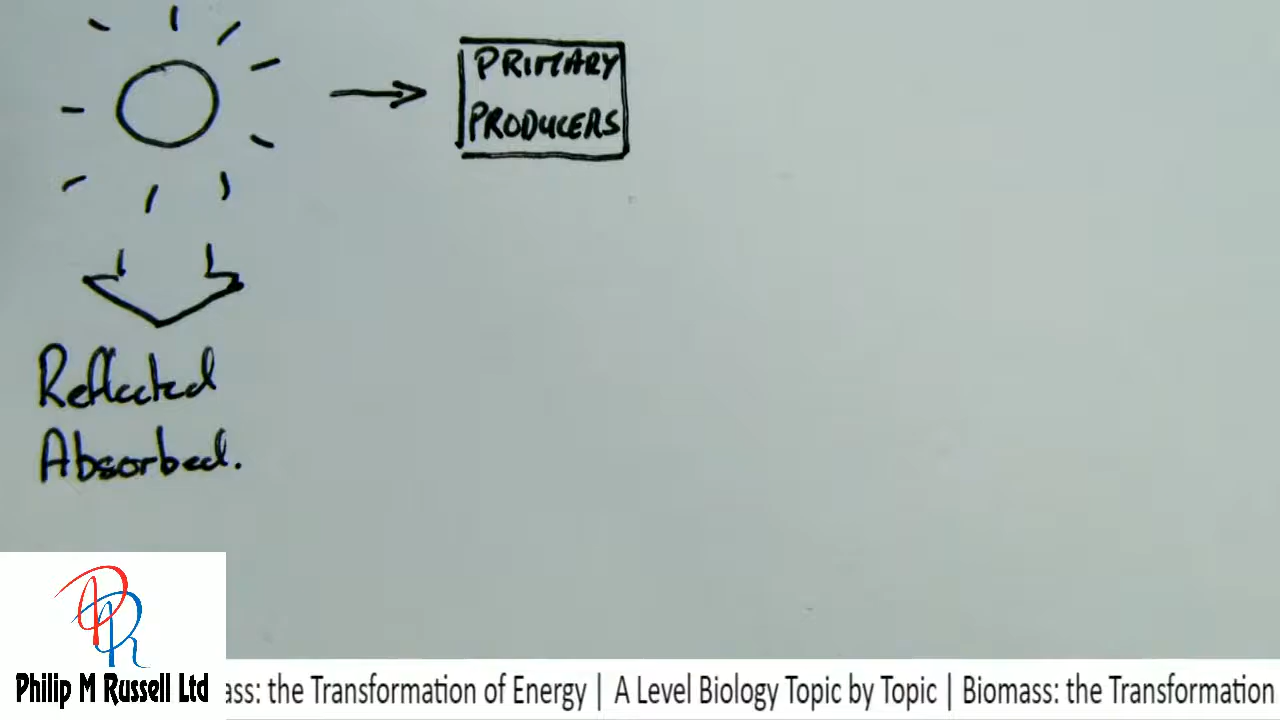 PRIMARY
PRODUCERS
Reflected
Absorbed.
Philip M Russell Ltd
ass: the Transformation of Energy | A Level Biology Topic by Topic | Biomass: the Transformation